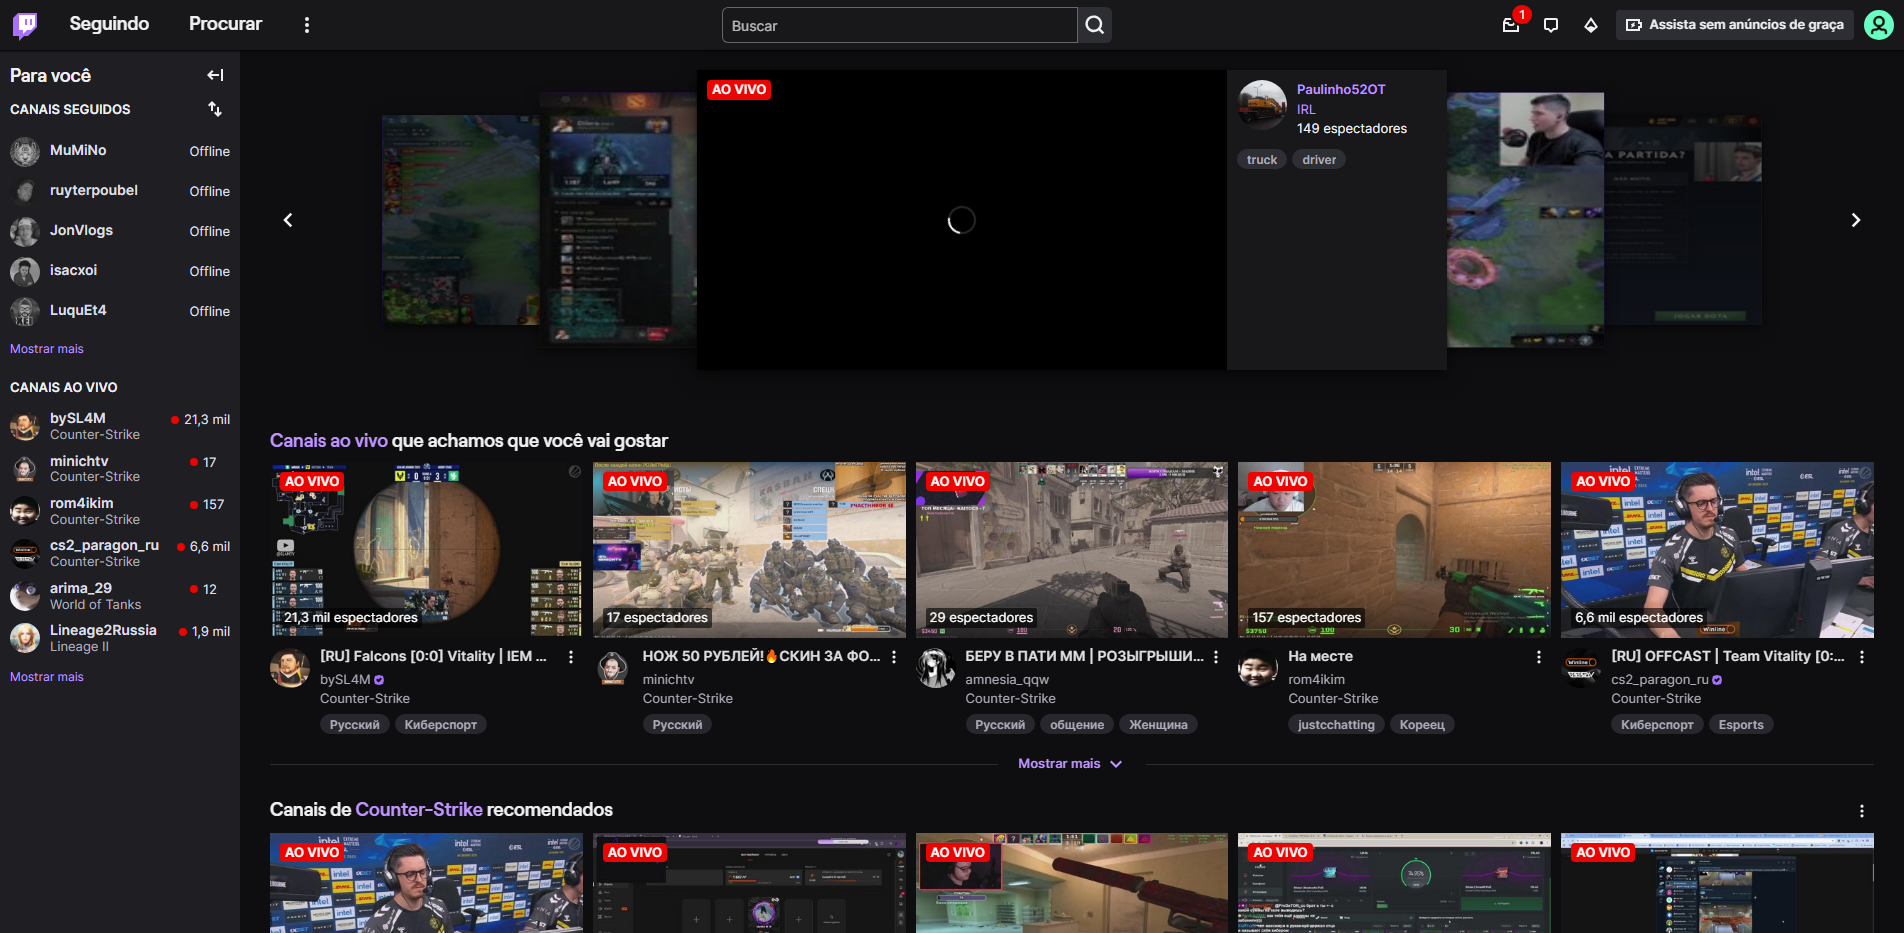 Seguindo
Procurar
Buscar
1
Assista sem anúncios de graça
Para você
CANAIS SEGUIDOS
MuMiNo Offline
ruyterpoubel Offline
JonVlogs Offline
isacxoi Offline
LuquEt4 Offline
Mostrar mais
CANAIS AO VIVO
bySL4M 21,3 mil
Counter-Strike
minichtv 17
Counter-Strike
rom4ikim 157
Counter-Strike
cs2_paragon_ru 6,6 mil
Counter-Strike
arima_29 12
World of Tanks
Lineage2Russia 1,9 mil
Lineage II
Mostrar mais
AO VIVO
Paulinho52OT
IRL
149 espectadores
truck driver
A PARTIDA?
JOGAR DOTA
Canais ao vivo que achamos que você vai gostar
AO VIVO
21,3 mil espectadores
[RU] Falcons [0:0] Vitality | IEM ...
bySL4M
Counter-Strike
Русский Киберспорт
AO VIVO
17 espectadores
НОЖ 50 РУБЛЕЙ!🔥СКИН ЗА ФО...
minichtv
Counter-Strike
Русский
AO VIVO
29 espectadores
БЕРУ В ПАТИ ММ | РОЗЫГРЫШИ...
amnesia_qqw
Counter-Strike
Русский общение Женщина
AO VIVO
157 espectadores
На месте
rom4ikim
Counter-Strike
justcchatting Кореец
AO VIVO
6,6 mil espectadores
[RU] OFFCAST | Team Vitality [0:...
cs2_paragon_ru
Counter-Strike
Киберспорт Esports
Mostrar mais
Canais de Counter-Strike recomendados
AO VIVO
AO VIVO
AO VIVO
AO VIVO
AO VIVO